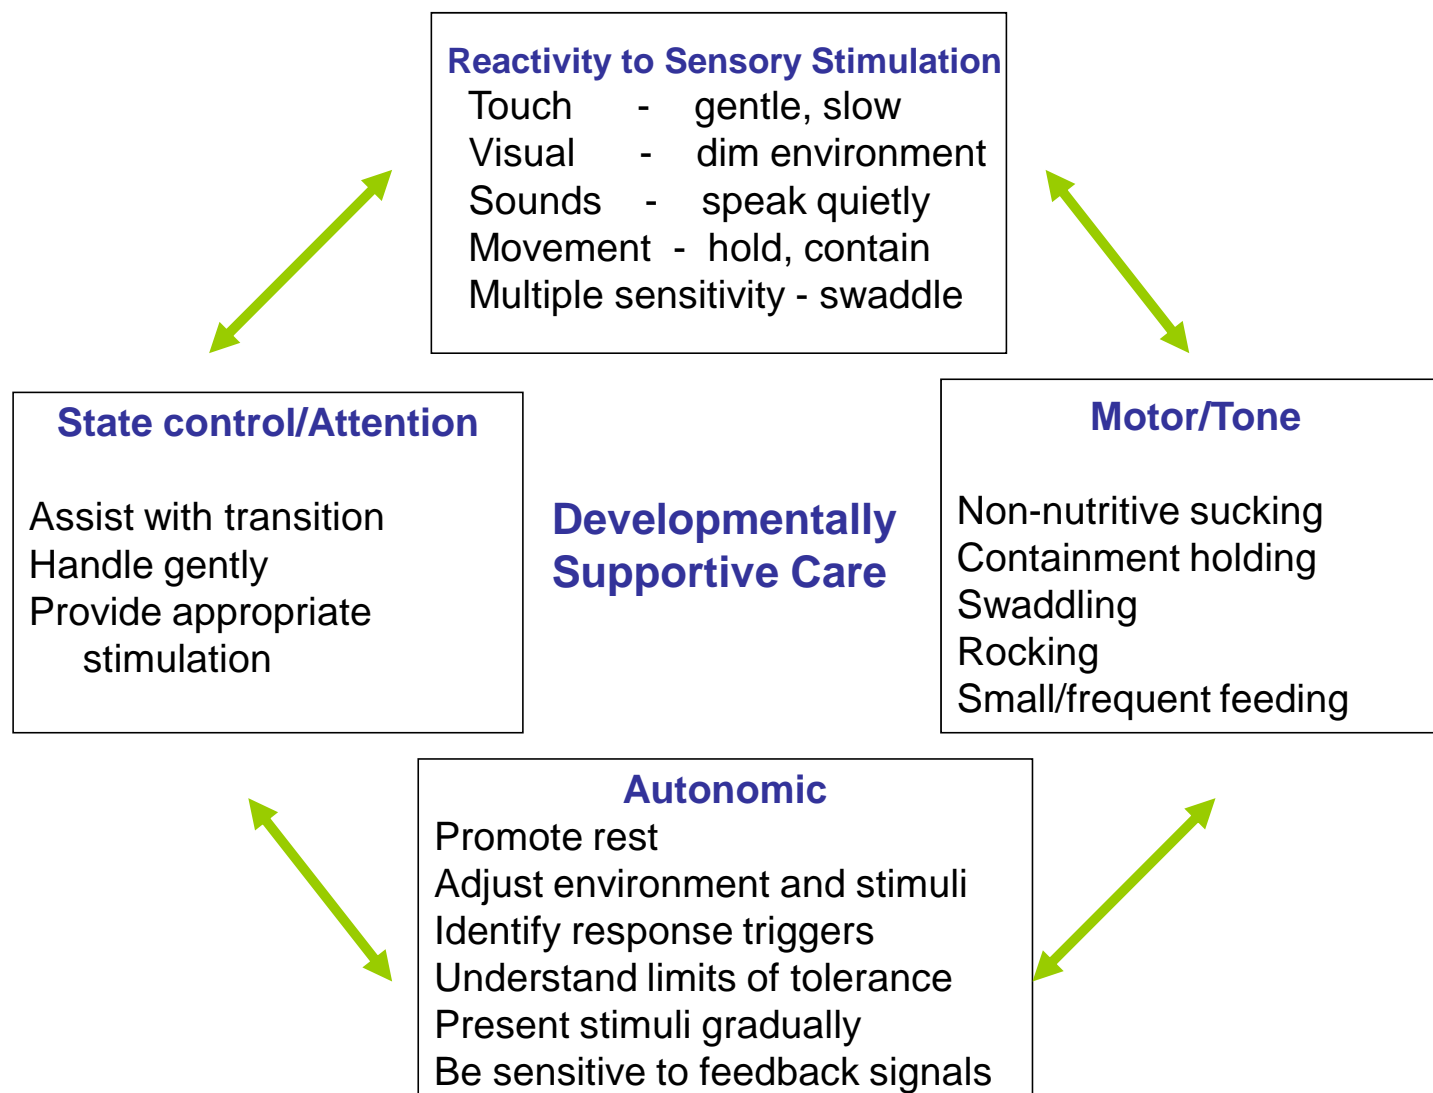 Reactivity to Sensory Stimulation
Touch - gentle, slow
Visual - dim environment
Sounds - speak quietly
Movement - hold, contain
Multiple sensitivity - swaddle
State control/Attention
Assist with transition
Handle gently
Provide appropriate
stimulation
Developmentally
Supportive Care
Motor/Tone
Non-nutritive sucking
Containment holding
Swaddling
Rocking
Small/frequent feeding
Autonomic
Promote rest
Adjust environment and stimuli
Identify response triggers
Understand limits of tolerance
Present stimuli gradually
Be sensitive to feedback signals